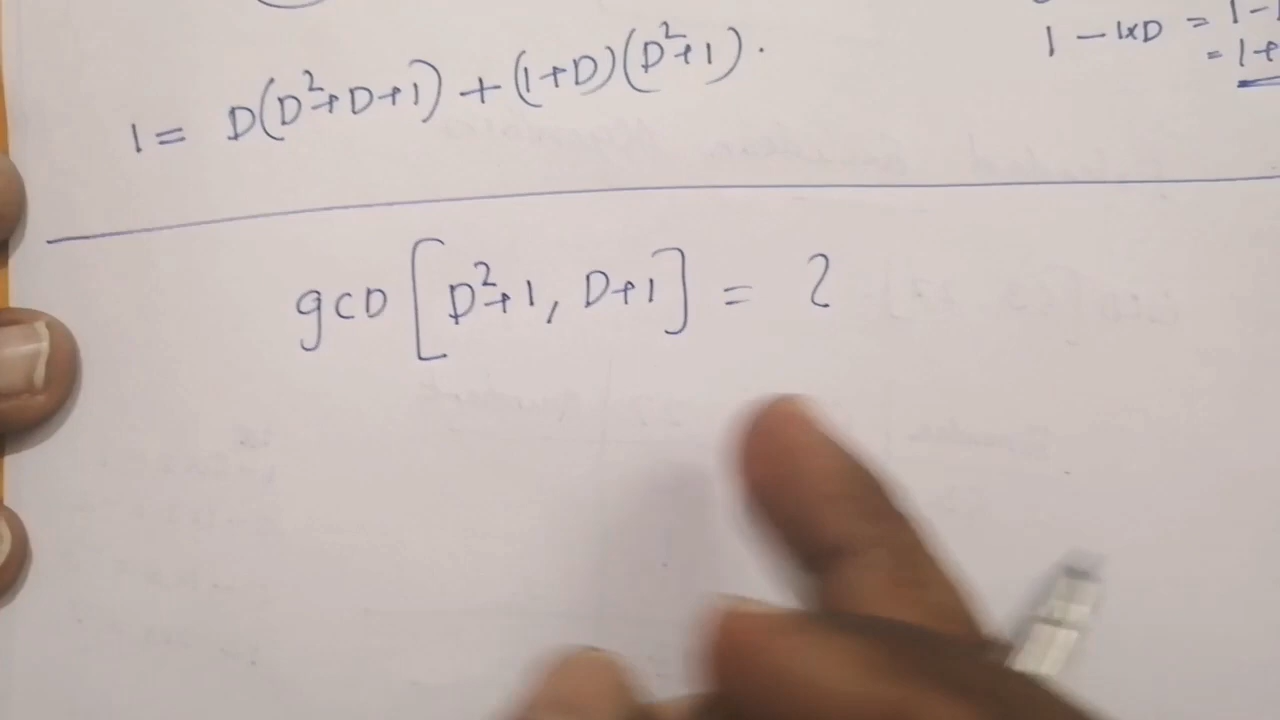 1 - 1×D = 1 -
= 1 +
1 = D(D²+D+1) + (1+D)(D²+1).
gcD [D²+1, D+1] = ?